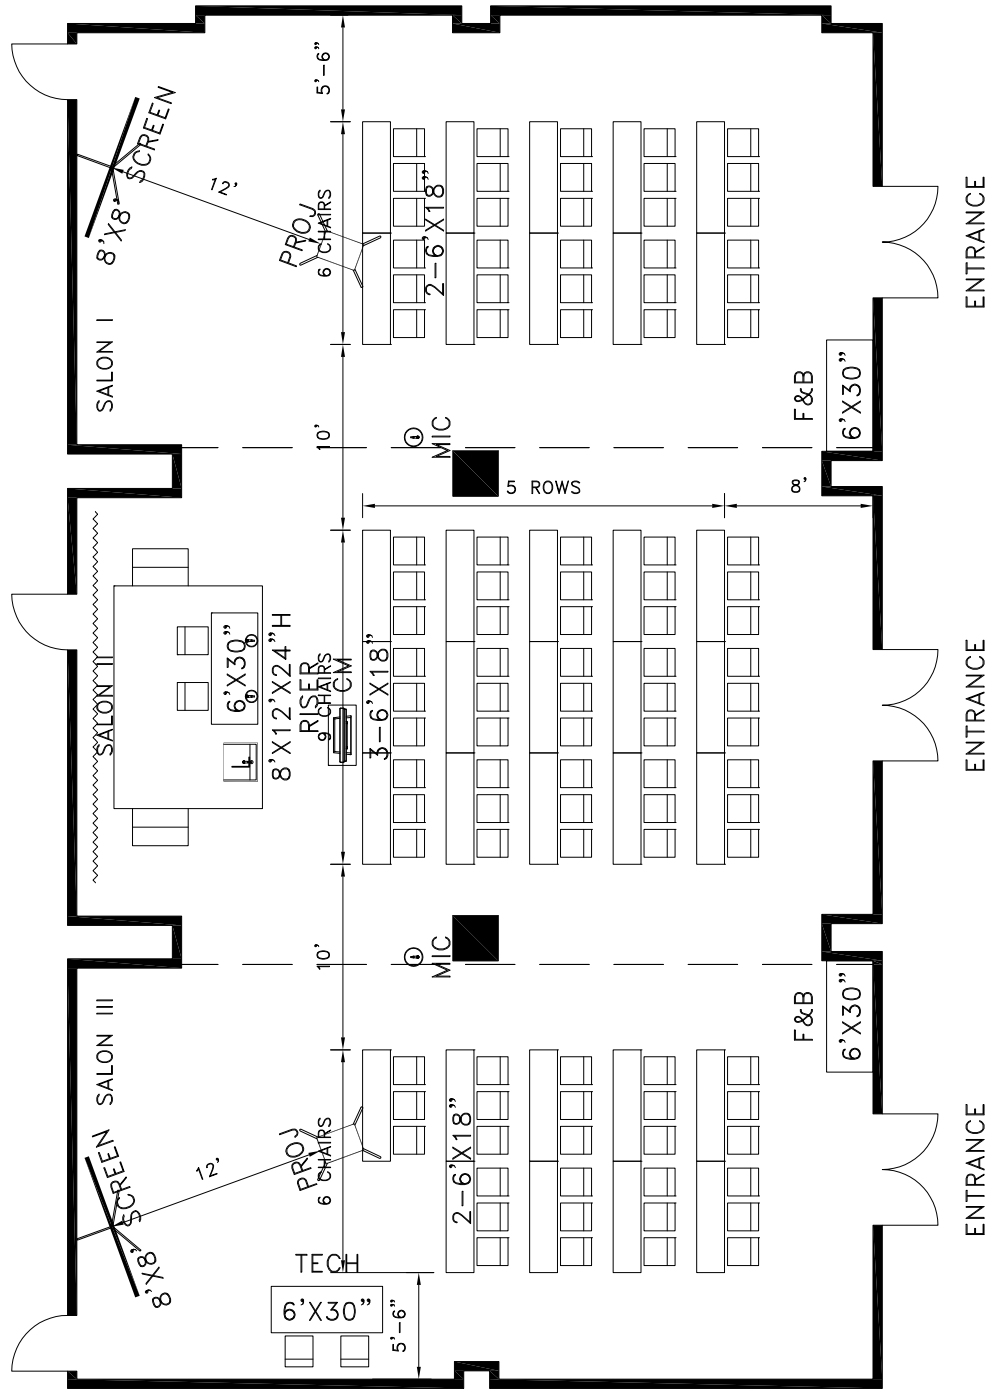 5'-6"
SCREEN
8'X8'
12'
PROJ
6 CHAIRS
2-6'X18"
ENTRANCE
SALON I
F&B
6'X30"
10'
MIC
5 ROWS
8'
SALON II
6'X30"
8'X12'X24"H
RISER
9 CHAIRS
CM
3-6'X18"
ENTRANCE
10'
MIC
SALON III
F&B
6'X30"
SCREEN
8'X8'
12'
PROJ
6 CHAIRS
2-6'X18"
ENTRANCE
TECH
6'X30"
5'-6"